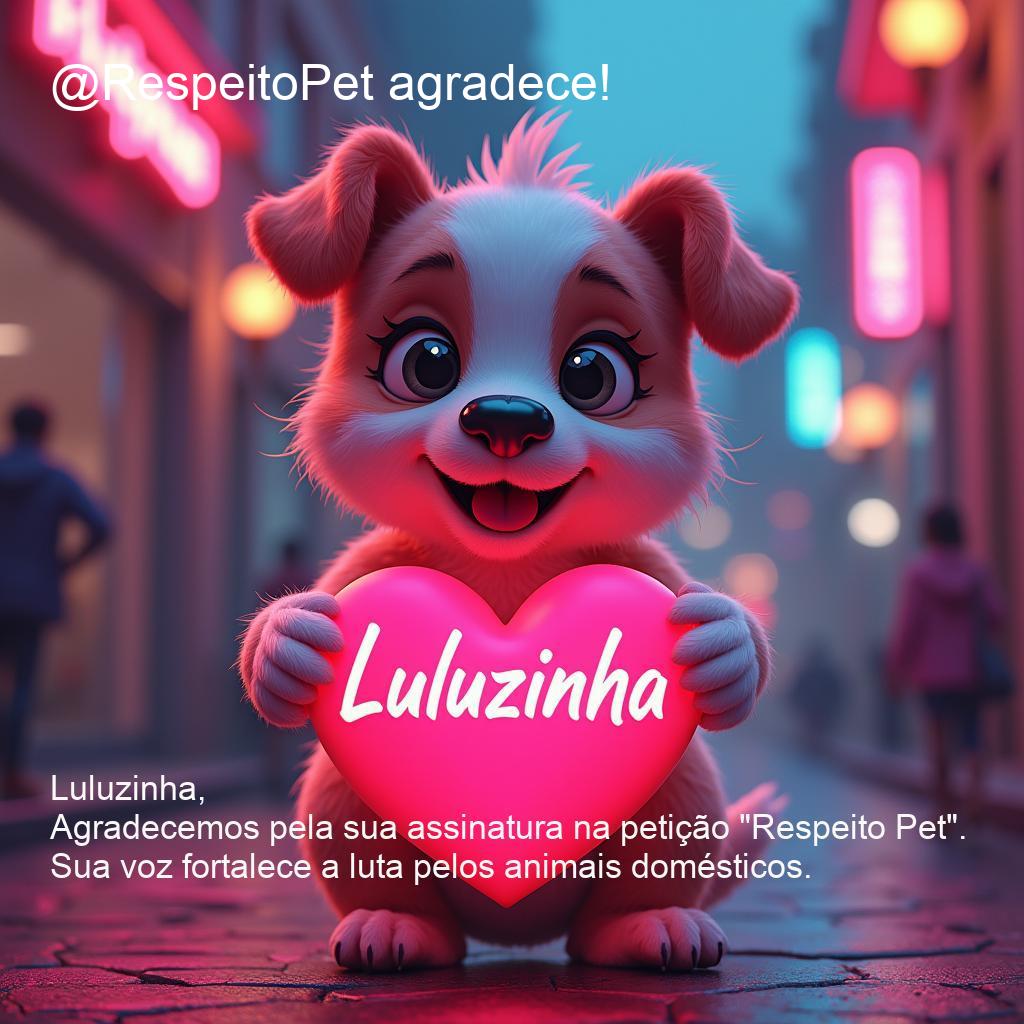 @RespeitoPet agradece!
Luluzinha
Luluzinha,
Agradecemos pela sua assinatura na petição "Respeito Pet".
Sua voz fortalece a luta pelos animais domésticos.